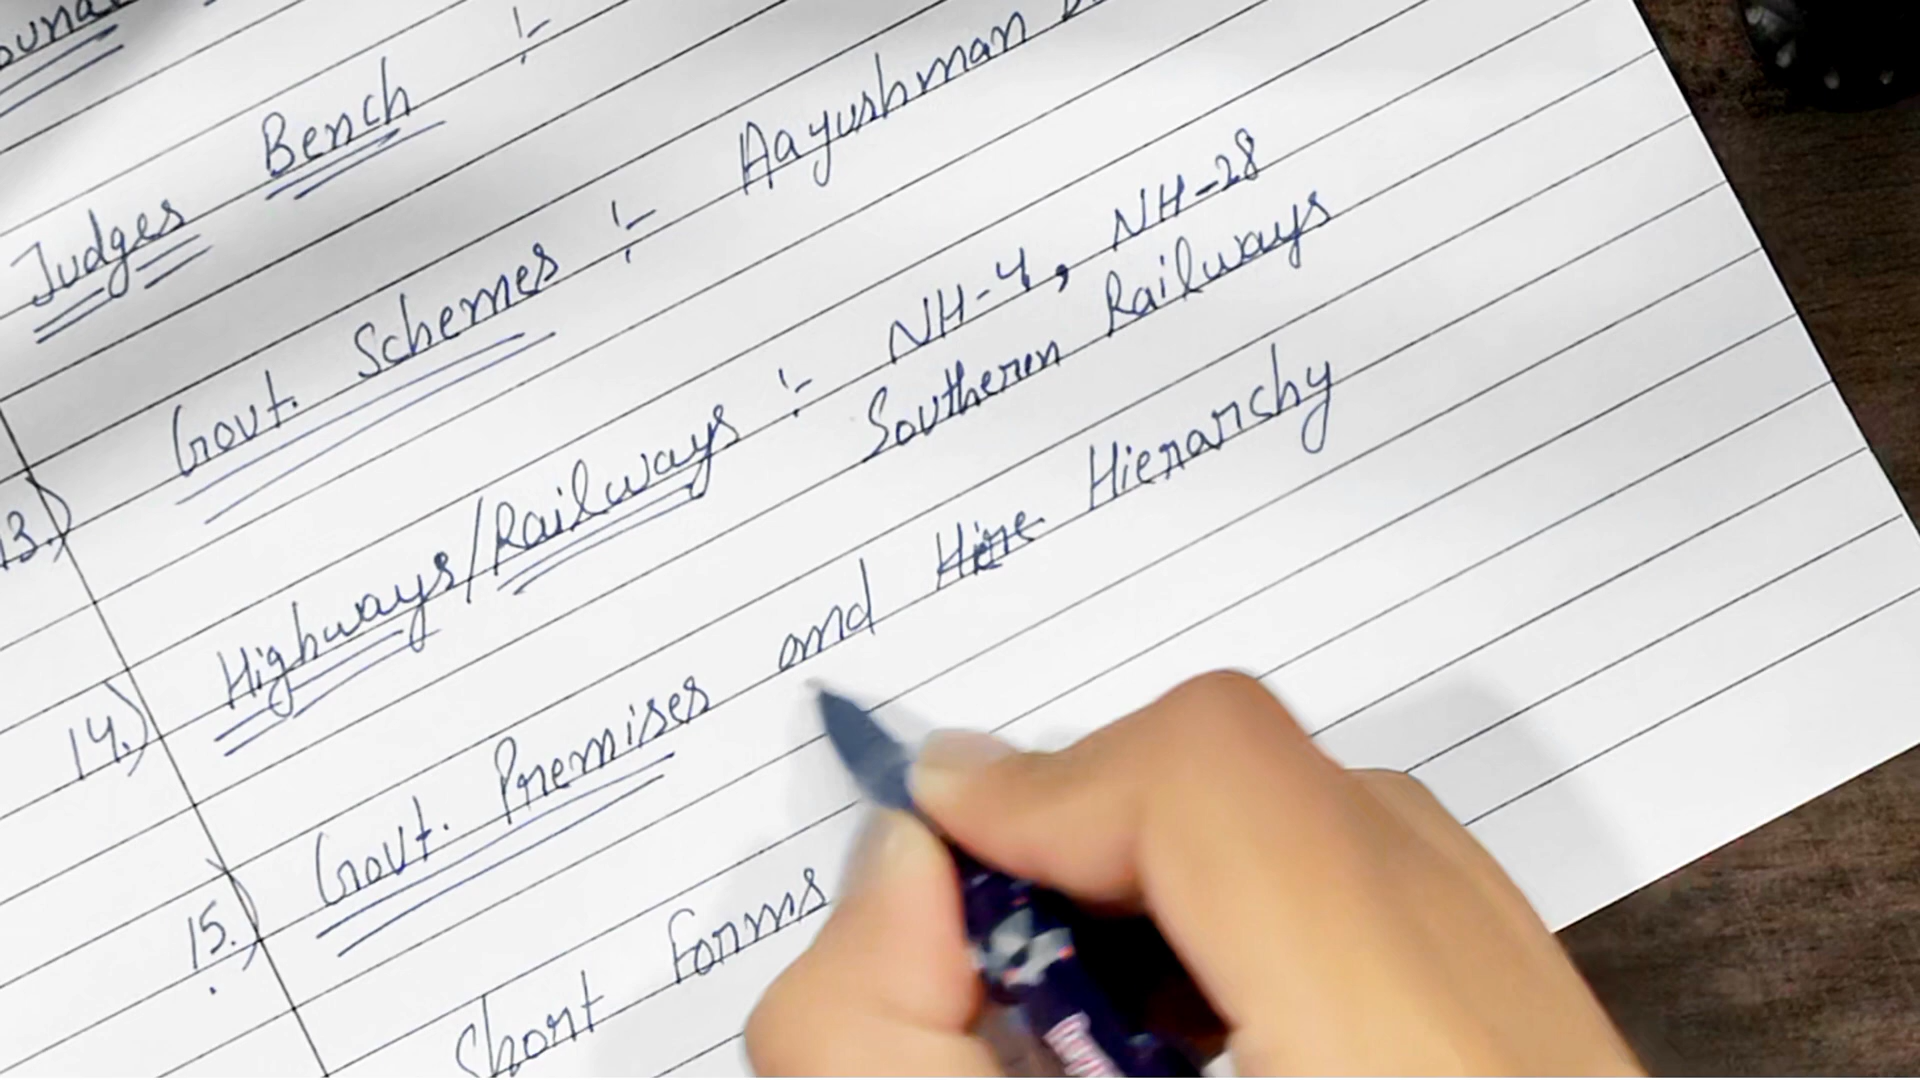 Judges Bench :-
Govt. Schemes :- Aayushman
13.) Highways/Railways :- NH-4, NH-28
Southern Railways
14.) Govt. Premises and Hire Hierarchy
15.) Short Forms